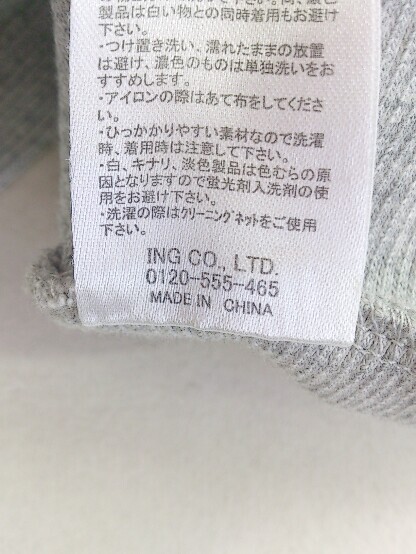 製品は白い物との同時着用もお避け
下さい。
・つけ置き洗い、濡れたままの放置
は避け、濃色のものは単独洗いをお
すすめします。
・アイロンの際はあて布をしてくださ
い。
・ひっかかりやすい素材なので洗濯
時、着用時は注意して下さい。
・白、キナリ、淡色製品は色むらの原
因となりますので蛍光剤入洗剤の使
用をお避け下さい。
・洗濯の際はクリーニングネットをご使用
下さい。
ING CO., LTD.
0120-555-465
MADE IN CHINA